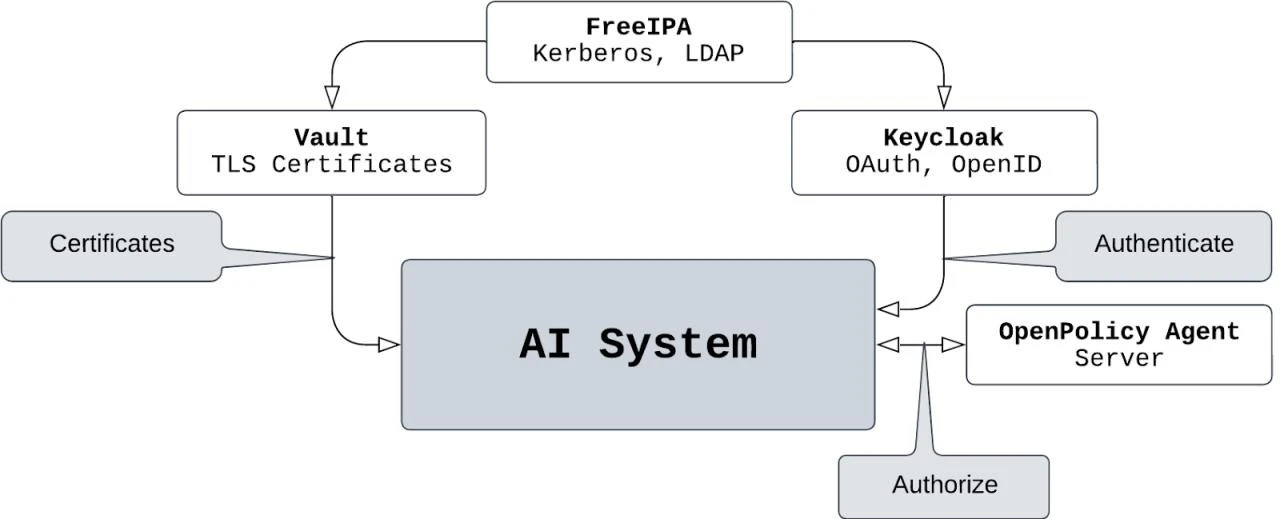 FreeIPA
Kerberos, LDAP
Vault
TLS Certificates
Keycloak
OAuth, OpenID
Certificates
Authenticate
AI System
OpenPolicy Agent
Server
Authorize